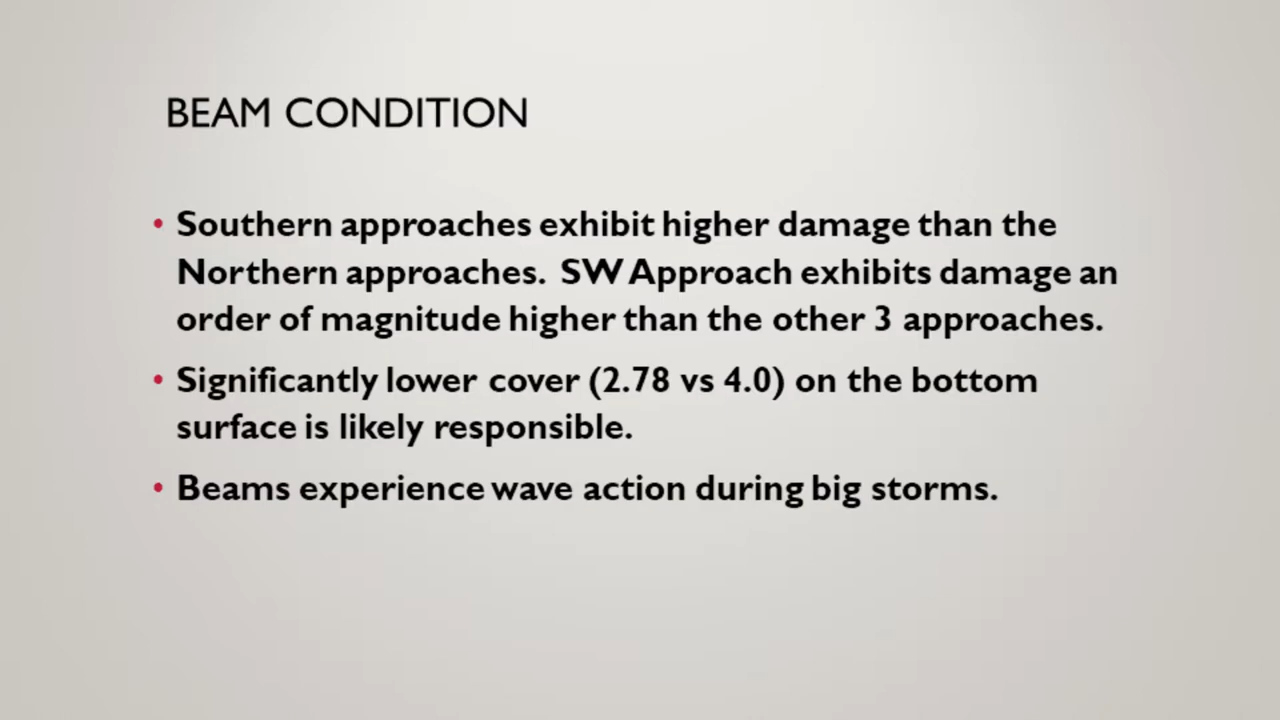 BEAM CONDITION
• Southern approaches exhibit higher damage than the
Northern approaches.  SW Approach exhibits damage an
order of magnitude higher than the other 3 approaches.
• Significantly lower cover (2.78 vs 4.0) on the bottom
surface is likely responsible.
• Beams experience wave action during big storms.